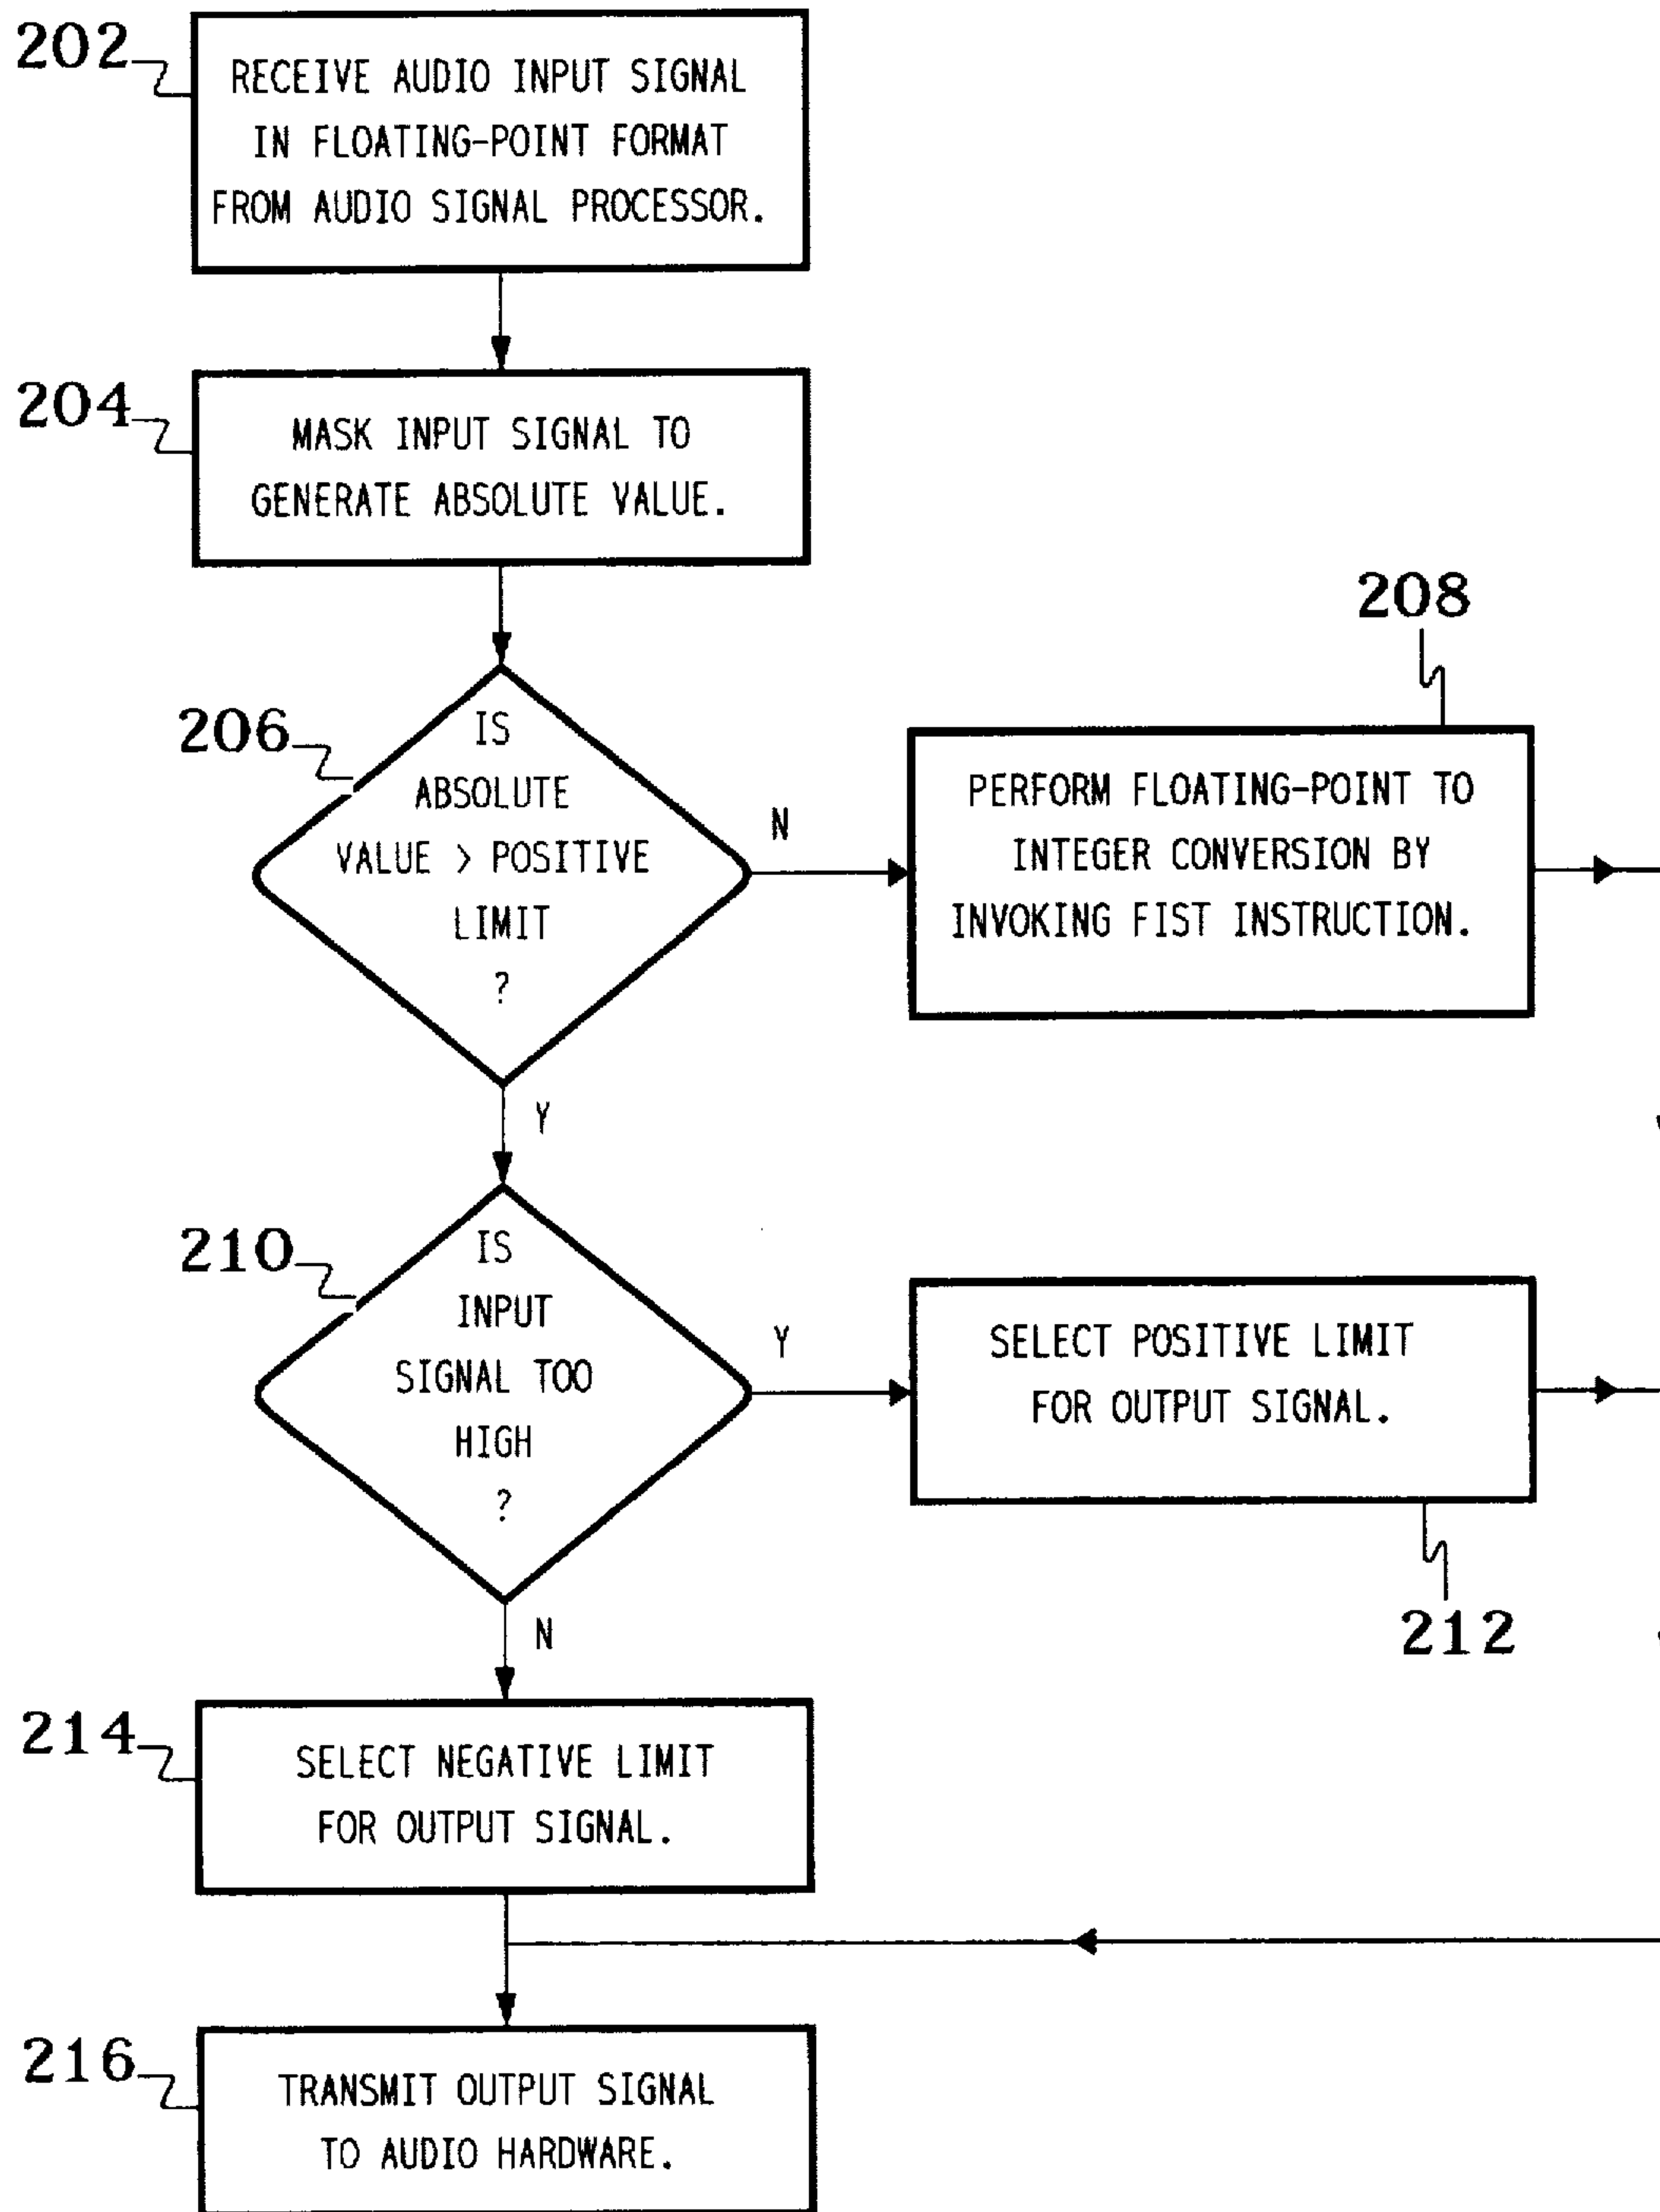 202
RECEIVE AUDIO INPUT SIGNAL
IN FLOATING-POINT FORMAT
FROM AUDIO SIGNAL PROCESSOR.
204
MASK INPUT SIGNAL TO
GENERATE ABSOLUTE VALUE.
206
IS
ABSOLUTE
VALUE > POSITIVE
LIMIT
?
N
208
PERFORM FLOATING-POINT TO
INTEGER CONVERSION BY
INVOKING FIST INSTRUCTION.
Y
210
IS
INPUT
SIGNAL TOO
HIGH
?
Y
SELECT POSITIVE LIMIT
FOR OUTPUT SIGNAL.
212
N
214
SELECT NEGATIVE LIMIT
FOR OUTPUT SIGNAL.
216
TRANSMIT OUTPUT SIGNAL
TO AUDIO HARDWARE.